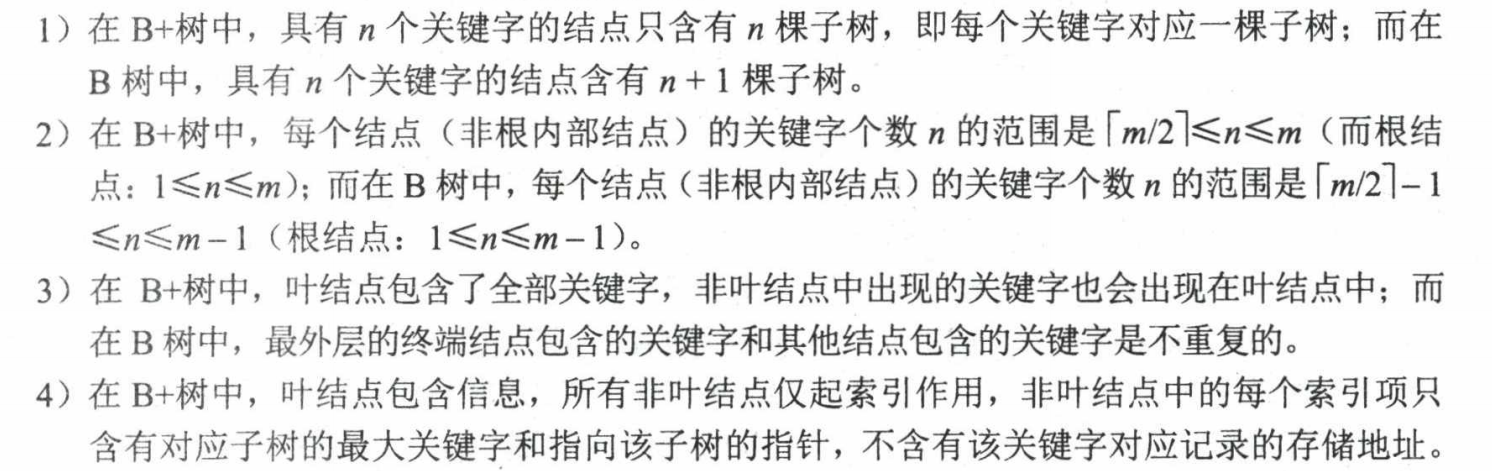 1）在 B+树中，具有 n 个关键字的结点只含有 n 棵子树，即每个关键字对应一棵子树；而在
B 树中，具有 n 个关键字的结点含有 n + 1 棵子树。
2）在 B+树中，每个结点（非根内部结点）的关键字个数 n 的范围是⌈m/2⌉≤n≤m（而根结
点：1≤n≤m）；而在 B 树中，每个结点（非根内部结点）的关键字个数 n 的范围是⌈m/2⌉− 1
≤n≤m − 1（根结点：1≤n≤m − 1）。
3）在 B+树中，叶结点包含了全部关键字，非叶结点中出现的关键字也会出现在叶结点中；而
在 B 树中，最外层的终端结点包含的关键字和其他结点包含的关键字是不重复的。
4）在 B+树中，叶结点包含信息，所有非叶结点仅起索引作用，非叶结点中的每个索引项只
含有对应子树的最大关键字和指向该子树的指针，不含有该关键字对应记录的存储地址。